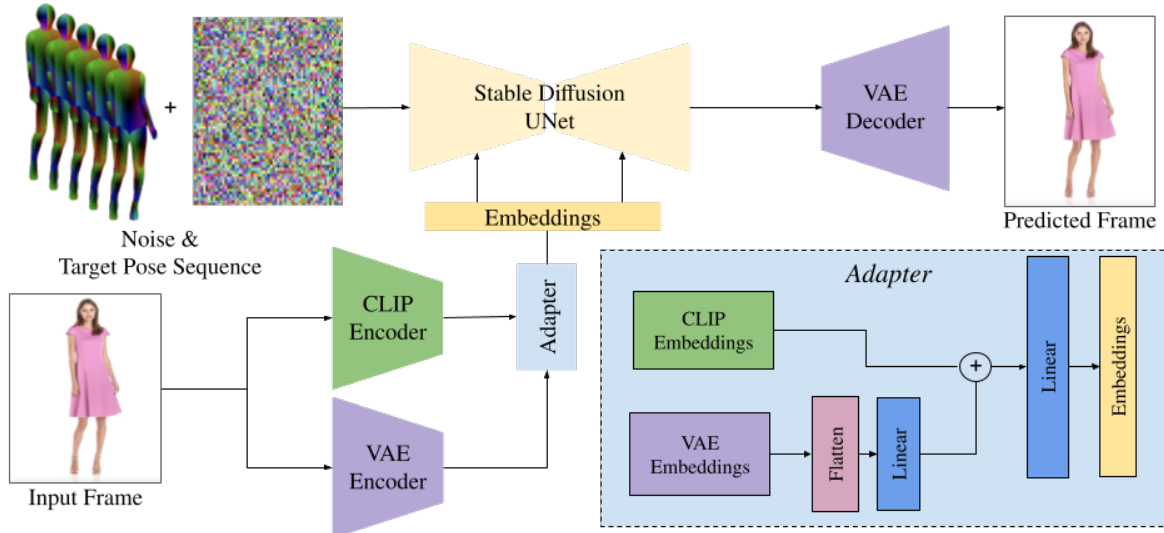 +
Stable Diffusion
UNet
VAE
Decoder
Embeddings
Predicted Frame
Noise &
Target Pose Sequence
CLIP
Encoder
Adapter
VAE
Encoder
Input Frame
Adapter
CLIP
Embeddings
+
VAE
Embeddings
Flatten
Linear
Linear
Embeddings